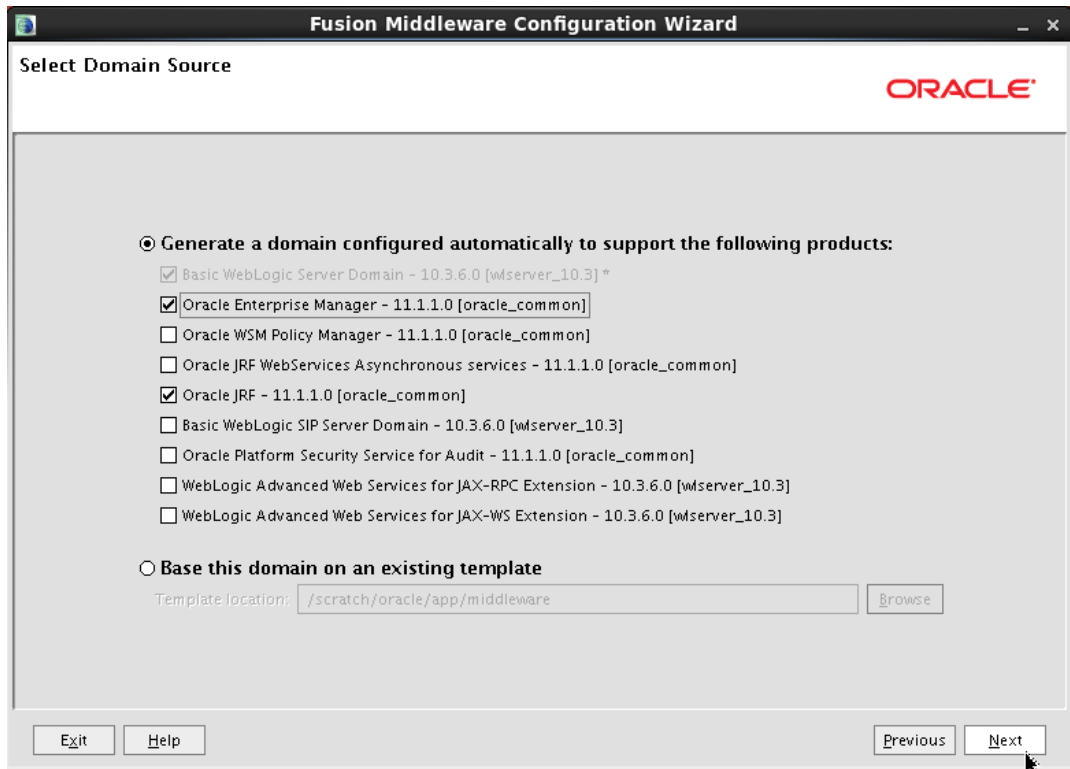 Fusion Middleware Configuration Wizard
Select Domain Source
ORACLE
Generate a domain configured automatically to support the following products:
Basic WebLogic Server Domain - 10.3.6.0 [wlserver_10.3] *
Oracle Enterprise Manager - 11.1.1.0 [oracle_common]
Oracle WSM Policy Manager - 11.1.1.0 [oracle_common]
Oracle JRF WebServices Asynchronous services - 11.1.1.0 [oracle_common]
Oracle JRF - 11.1.1.0 [oracle_common]
Basic WebLogic SIP Server Domain - 10.3.6.0 [wlserver_10.3]
Oracle Platform Security Service for Audit - 11.1.1.0 [oracle_common]
WebLogic Advanced Web Services for JAX-RPC Extension - 10.3.6.0 [wlserver_10.3]
WebLogic Advanced Web Services for JAX-WS Extension - 10.3.6.0 [wlserver_10.3]
Base this domain on an existing template
Template location: /scratch/oracle/app/middleware Browse
Exit Help Previous Next